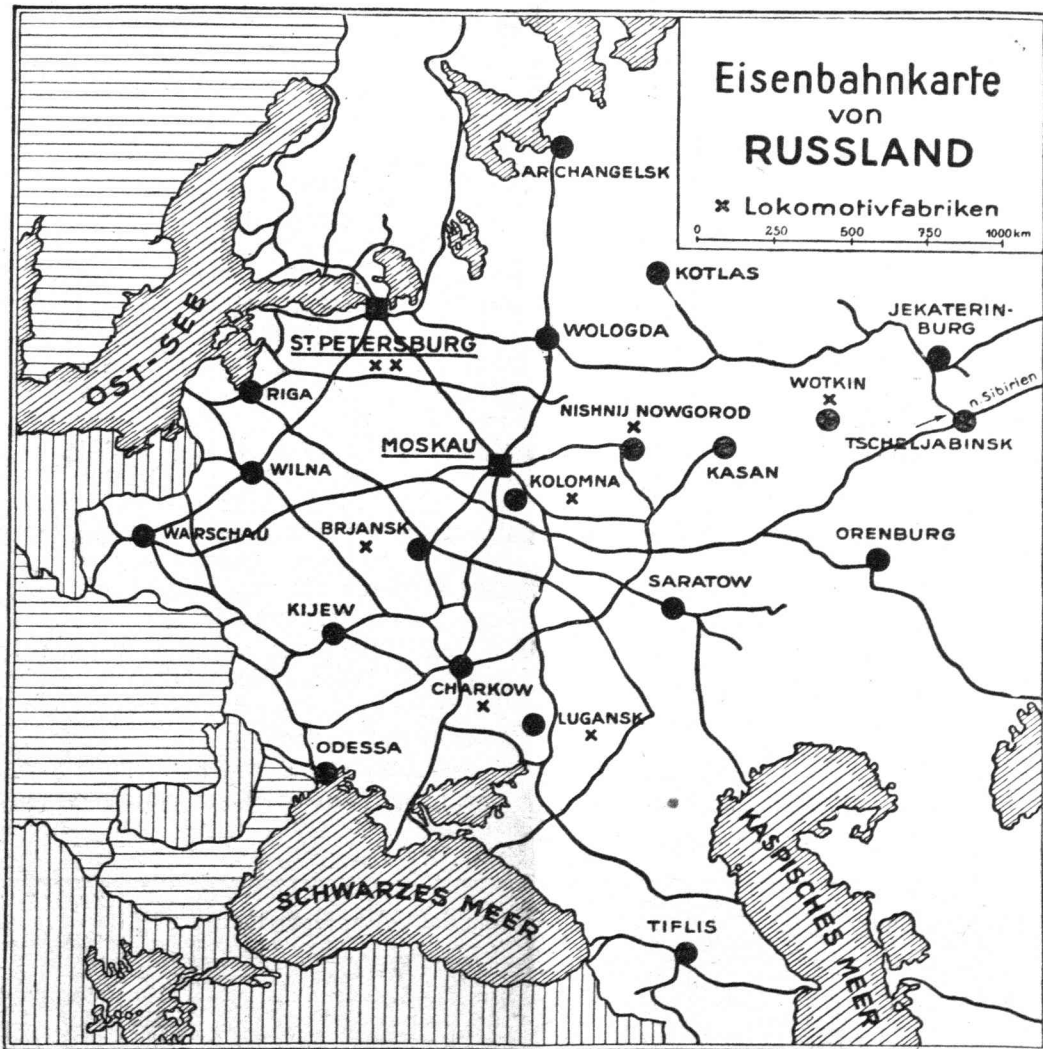 Eisenbahnkarte
von
RUSSLAND
× Lokomotivfabriken
0 250 500 750 1000 km
ARCHANGELSK
KOTLAS
JEKATERIN-
BURG
WOLOGDA
ST PETERSBURG
OST-SEE
RIGA
WOTKIN
n. Sibirien
NISHNIJ NOWGOROD
TSCHELJABINSK
MOSKAU
KASAN
WILNA
KOLOMNA
WARSCHAU
BRJANSK
ORENBURG
SARATOW
KIJEW
CHARKOW
LUGANSK
ODESSA
KASPISCHES MEER
SCHWARZES MEER
TIFLIS